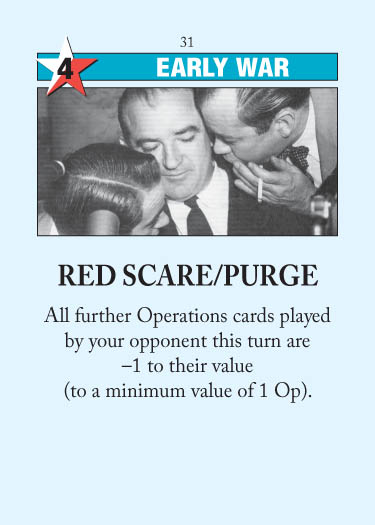 31
4
EARLY WAR
RED SCARE/PURGE
All further Operations cards played
by your opponent this turn are
–1 to their value
(to a minimum value of 1 Op).